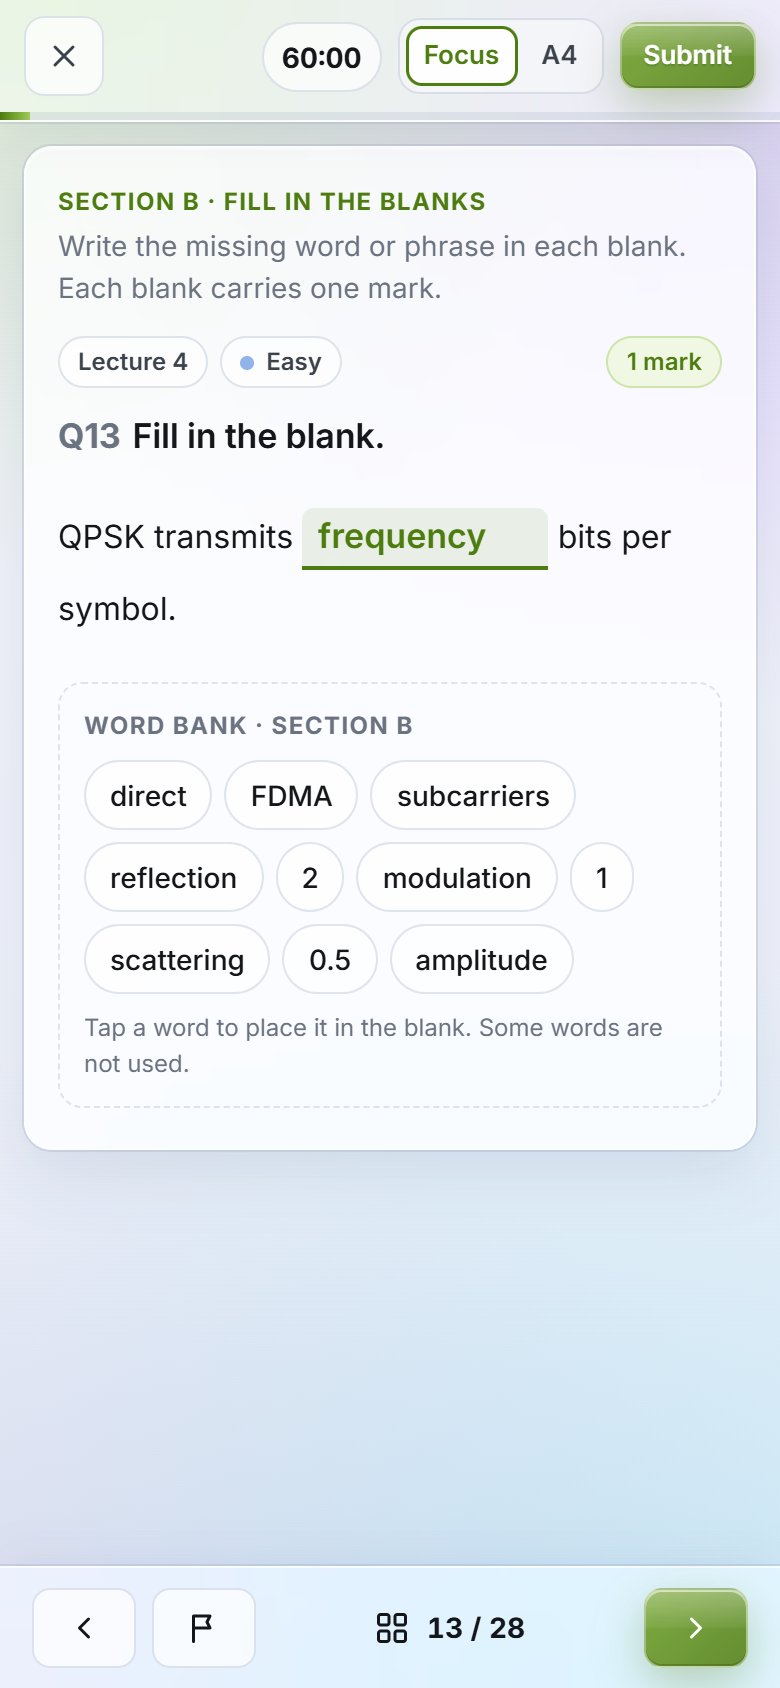 60:00 Focus A4 Submit
SECTION B · FILL IN THE BLANKS
Write the missing word or phrase in each blank.
Each blank carries one mark.
Lecture 4 Easy 1 mark
Q13 Fill in the blank.
QPSK transmits frequency bits per
symbol.
WORD BANK · SECTION B
direct FDMA subcarriers
reflection 2 modulation 1
scattering 0.5 amplitude
Tap a word to place it in the blank. Some words are
not used.
13 / 28